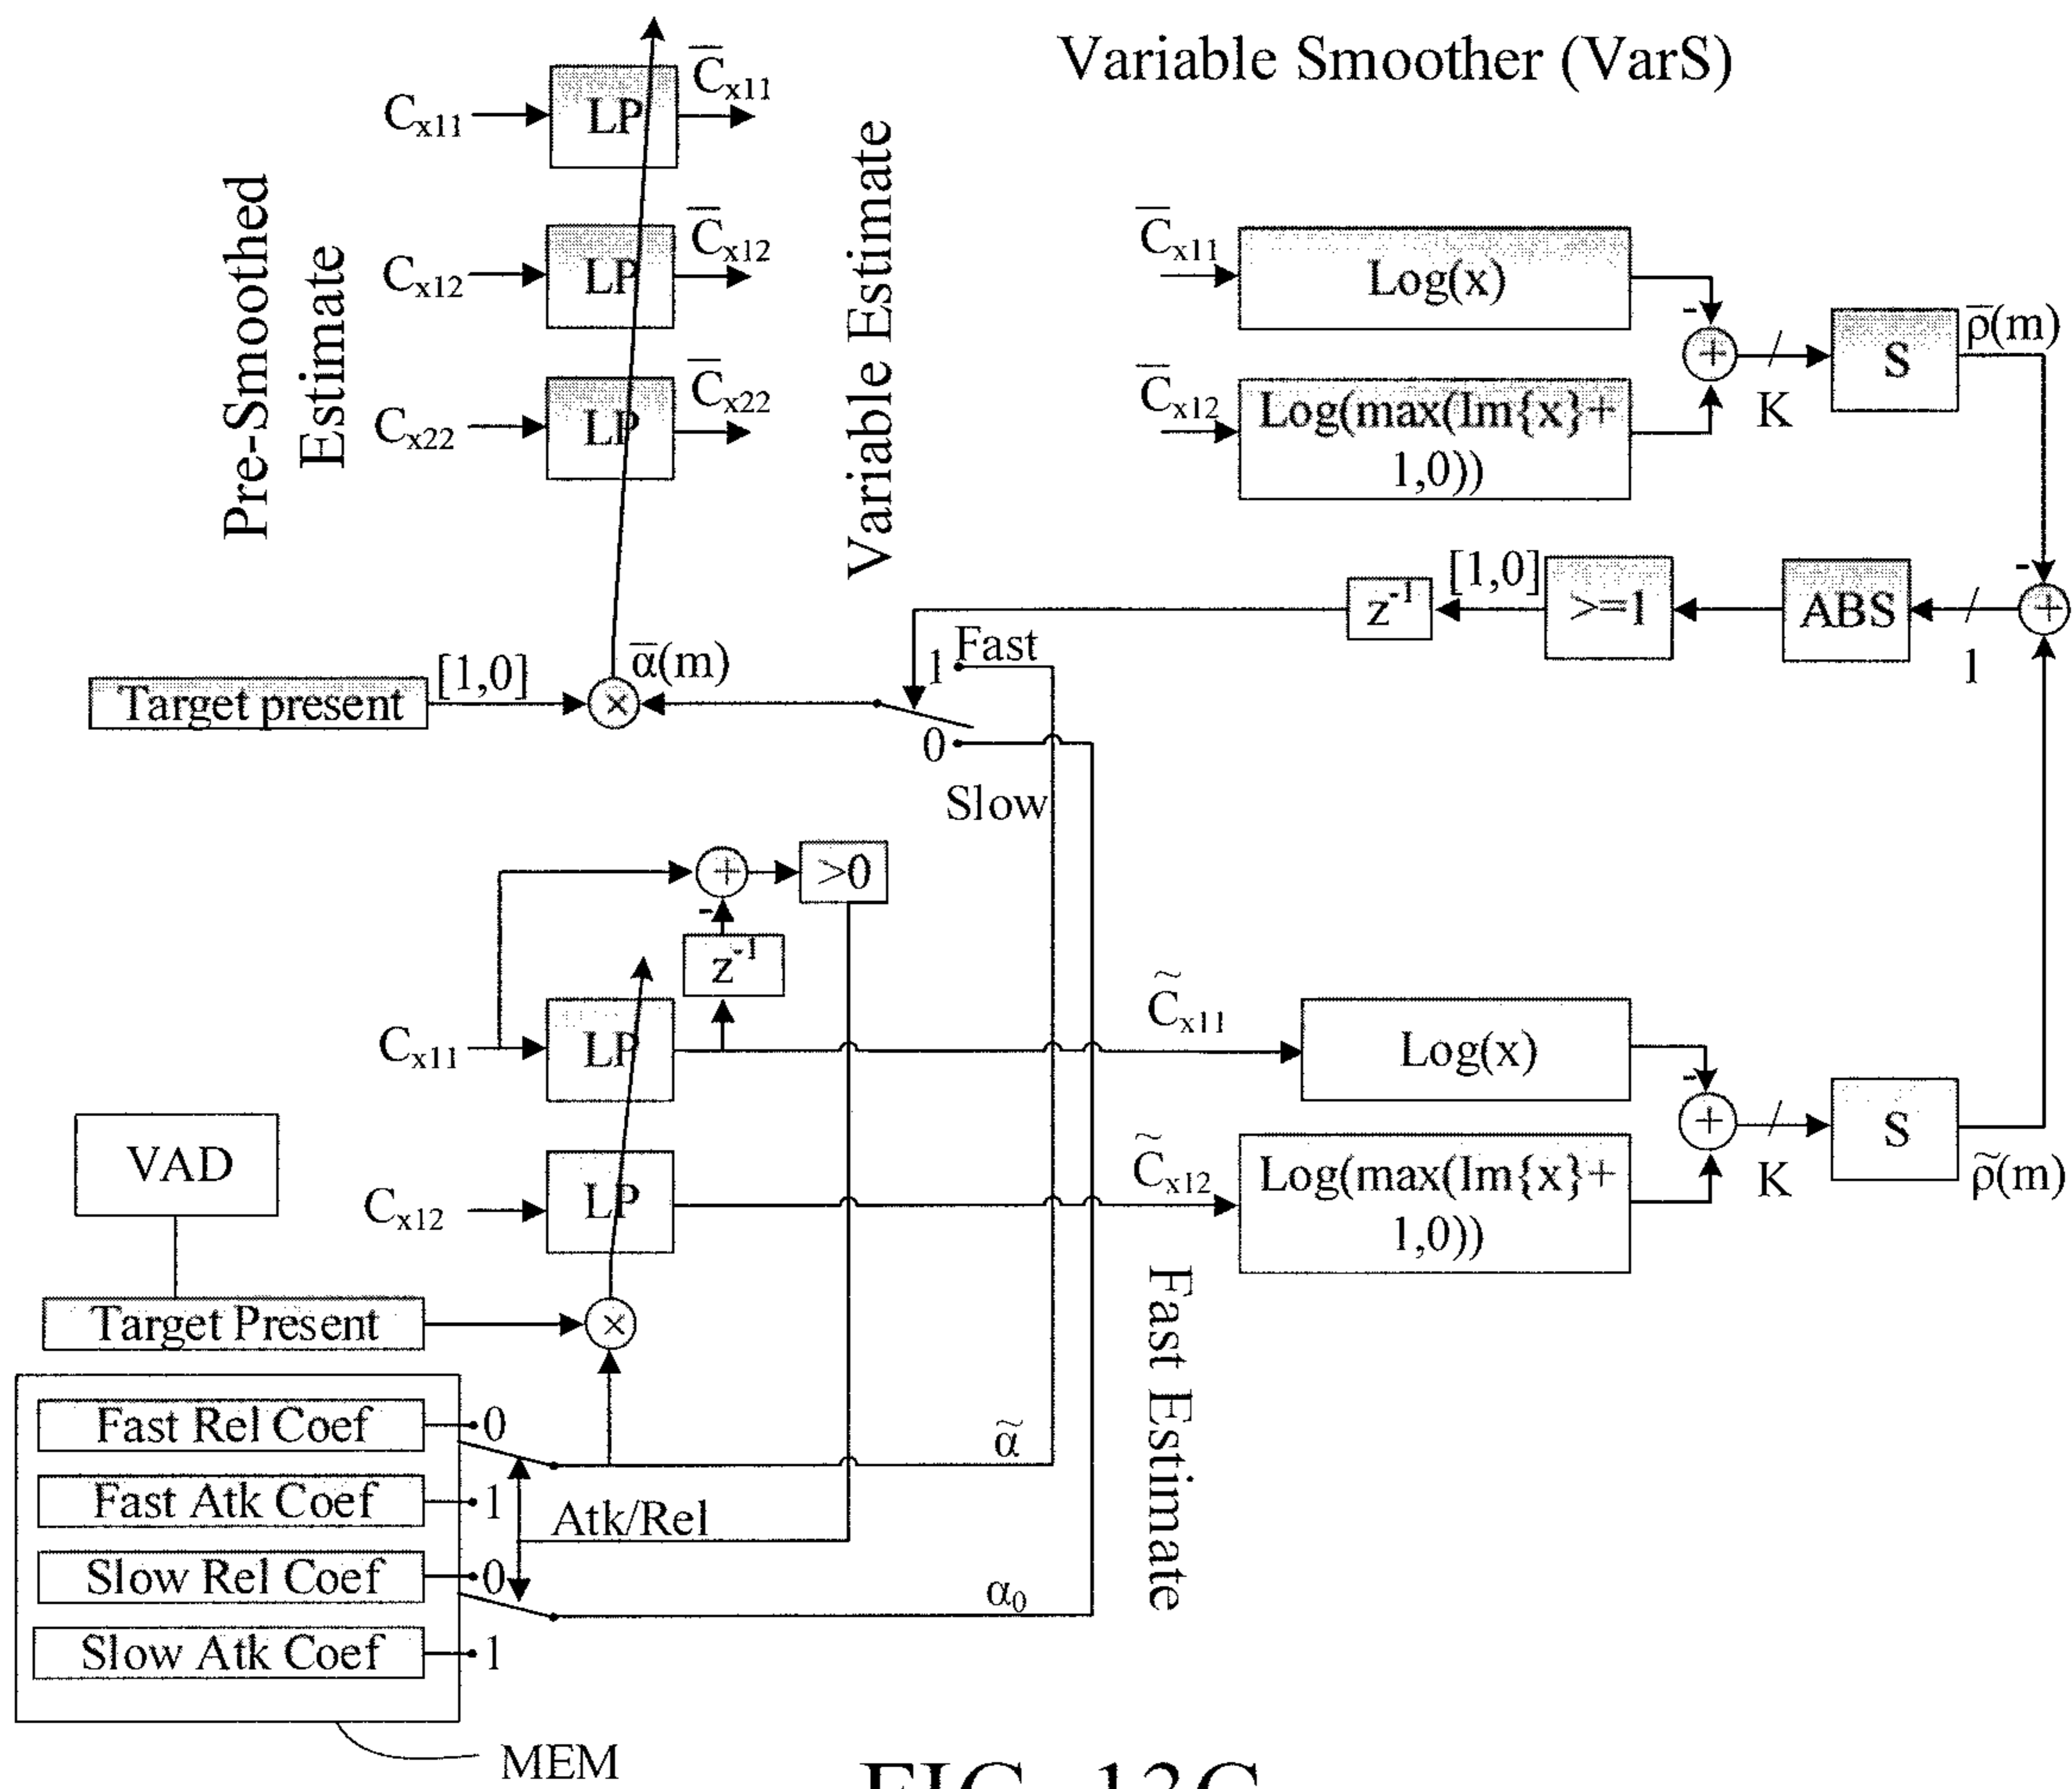 Variable Smoother (VarS)
Pre-Smoothed
Estimate
C̅x11
Cx11
LP
C̅x12
Cx12
LP
C̅x22
Cx22
LP
Variable Estimate
C̅x11
Log(x)
-
+
K
S
ρ̅(m)
C̅x12
Log(max(Im{x}+
1,0))
Target present
[1,0]
×
α̅(m)
1
Fast
0
Slow
z⁻¹
[1,0]
>=1
ABS
1
-
+
+
>0
-
z⁻¹
Cx11
LP
C̃x11
Log(x)
-
+
K
S
ρ̃(m)
Cx12
LP
C̃x12
Log(max(Im{x}+
1,0))
VAD
Target Present
×
Fast Estimate
Fast Rel Coef
0
α̃
Fast Atk Coef
1
Atk/Rel
Slow Rel Coef
0
α0
Slow Atk Coef
1
MEM
FIG. 13C